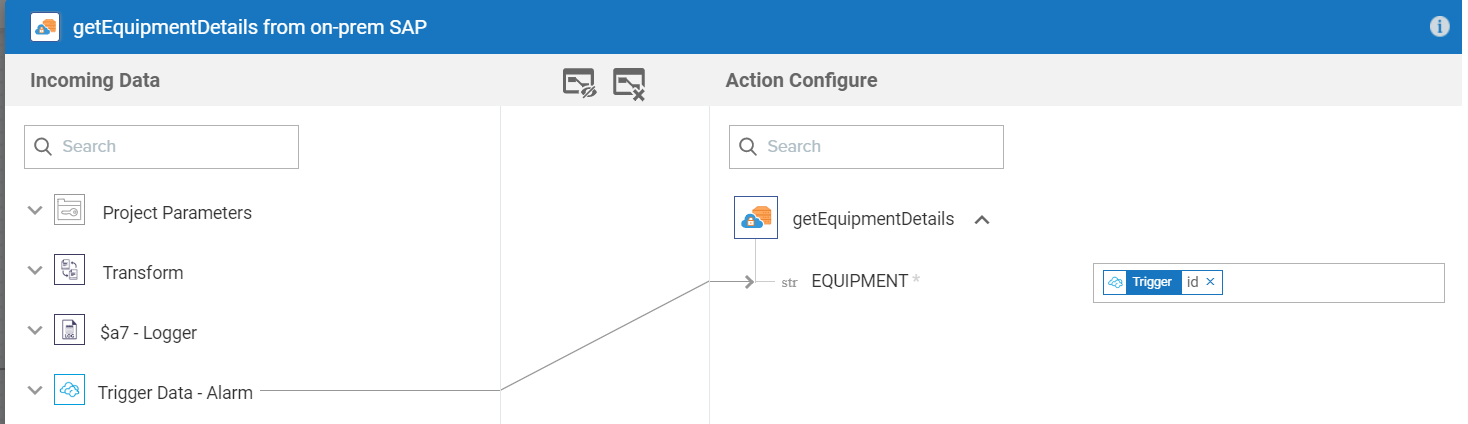 getEquipmentDetails from on-prem SAP
Incoming Data
Action Configure
Search
Search
Project Parameters
getEquipmentDetails
Transform
str EQUIPMENT * Trigger id ×
$a7 - Logger
LOG
Trigger Data - Alarm